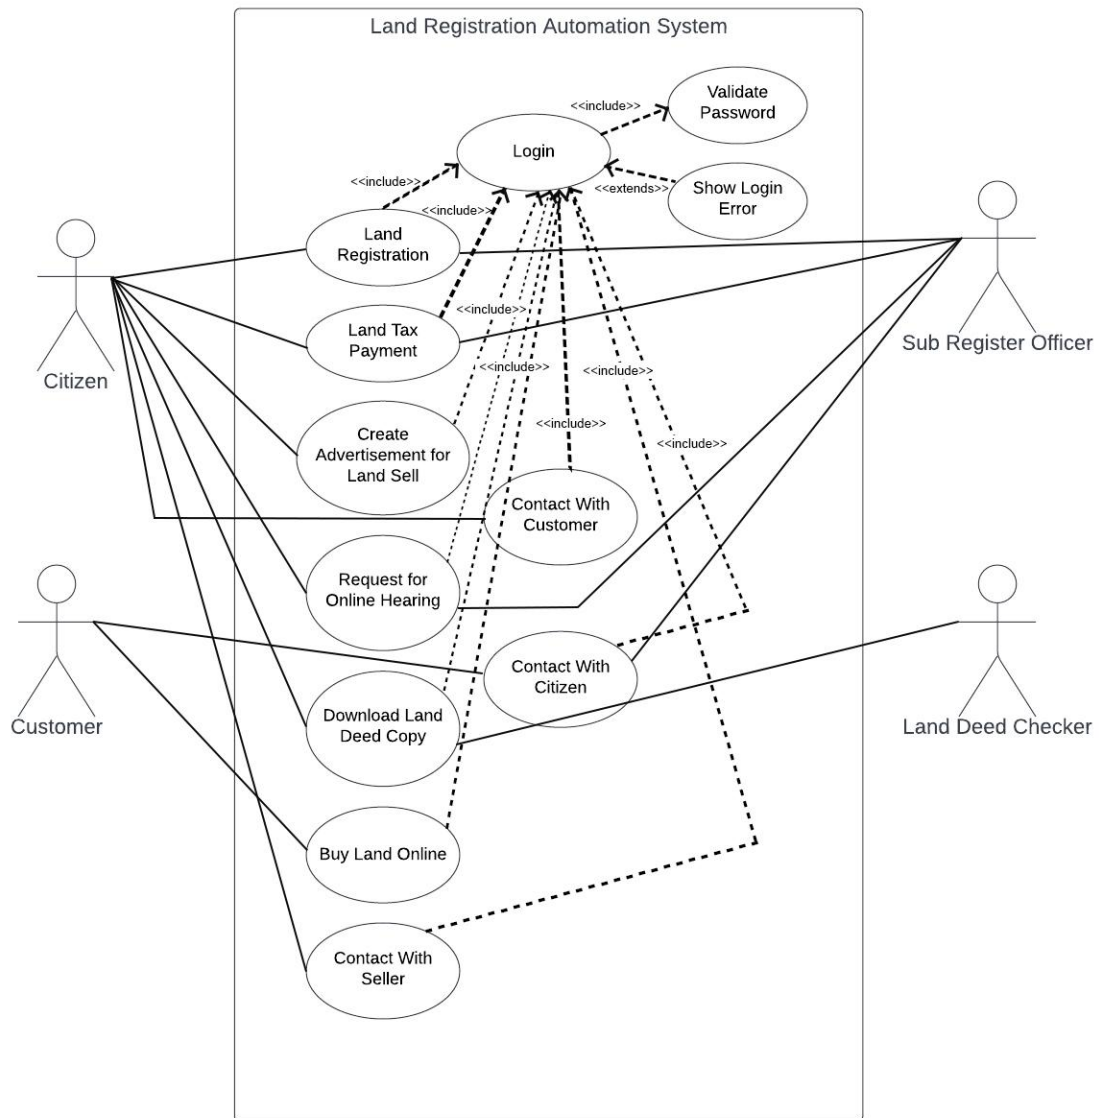 Land Registration Automation System
Validate
Password
<<include>>
Login
<<include>>
<<extends>>
Show Login
Error
<<include>>
Land
Registration
<<include>>
Land Tax
Payment
Citizen
Sub Register Officer
<<include>>
<<include>>
<<include>>
<<include>>
Create
Advertisement for
Land Sell
Contact With
Customer
Request for
Online Hearing
Contact With
Citizen
Customer
Download Land
Deed Copy
Land Deed Checker
Buy Land Online
Contact With
Seller